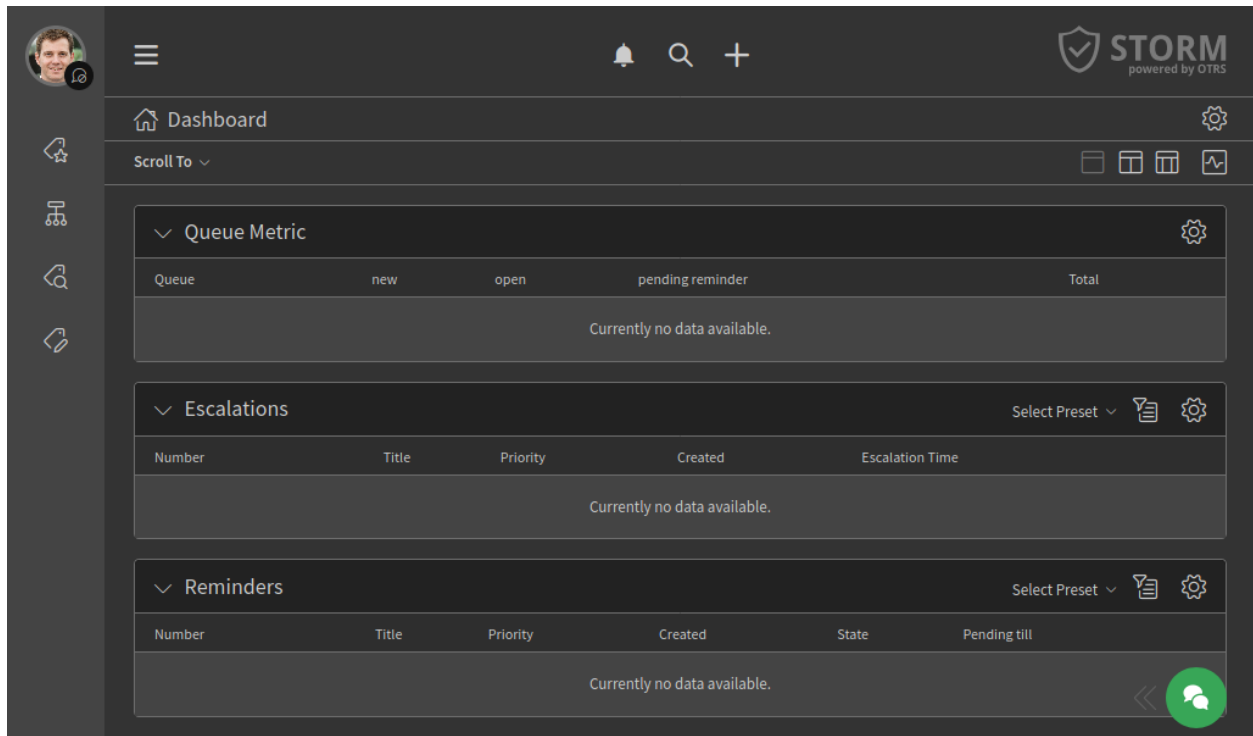 STORM
powered by OTRS
Dashboard
Scroll To
Queue Metric
Queue new open pending reminder Total
Currently no data available.
Escalations Select Preset
Number Title Priority Created Escalation Time
Currently no data available.
Reminders Select Preset
Number Title Priority Created State Pending till
Currently no data available.